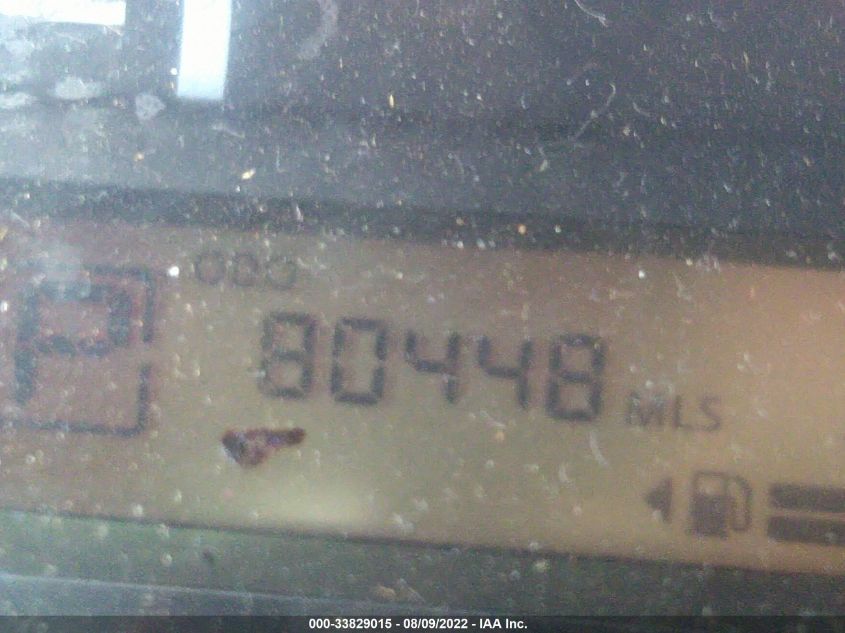 ODO
P
80448 MLS
000-33829015 - 08/09/2022 - IAA Inc.